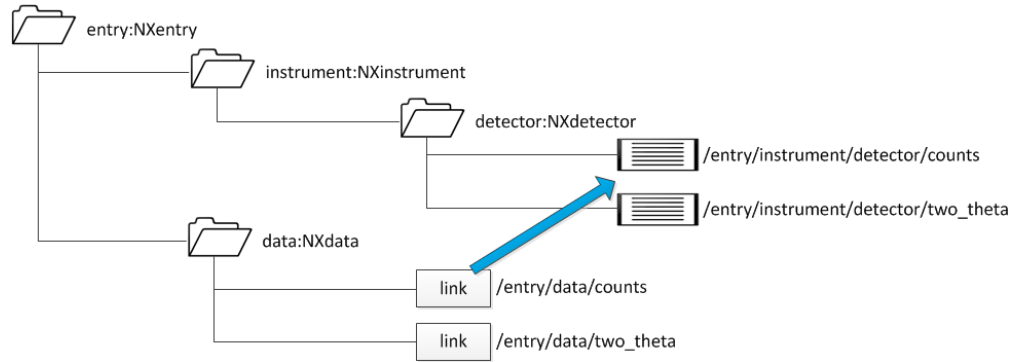 entry:NXentry
instrument:NXinstrument
detector:NXdetector
/entry/instrument/detector/counts
/entry/instrument/detector/two_theta
data:NXdata
link /entry/data/counts
link /entry/data/two_theta